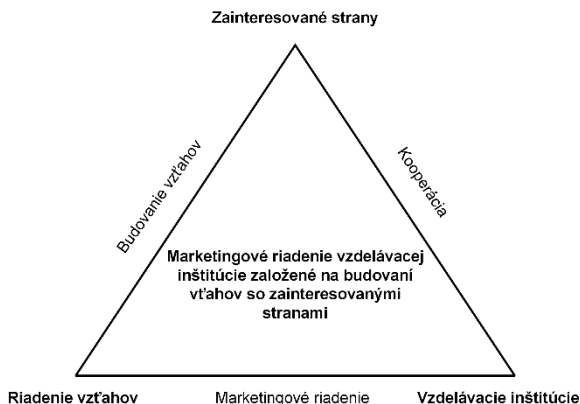 Zainteresované strany
Budovanie vzťahov
Kooperácia
Marketingové riadenie vzdelávacej
inštitúcie založené na budovaní
vťahov so zainteresovanými
stranami
Riadenie vzťahov
Marketingové riadenie
Vzdelávacie inštitúcie